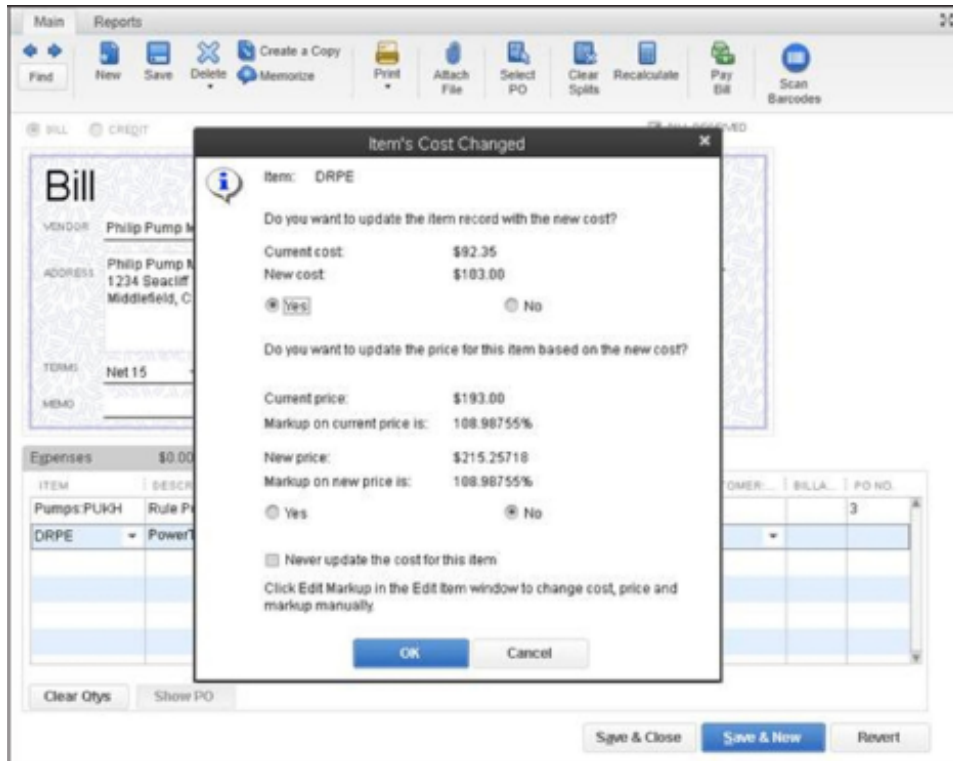 Main Reports
Find New Save Delete Create a Copy Memorize Print Attach File Select PO Clear Splits Recalculate Pay Bill Scan Barcodes
BILL CREDIT
Item's Cost Changed
Bill
Item: DRPE
Do you want to update the item record with the new cost?
VENDOR Philip Pump
Current cost: $92.35
ADDRESS Philip Pump
New cost: $103.00
1234 Seacliff
Middlefield, C
Yes No
Do you want to update the price for this item based on the new cost?
TERMS Net 15
Current price: $193.00
MEMO
Markup on current price is: 108.98755%
Expenses $0.00
New price: $215.25718
Markup on new price is: 108.98755%
ITEM DESCR OMER:... BILLA... PO NO.
Pumps:PUKH Rule Pu 3
Yes No
DRPE PowerT
Never update the cost for this item
Click Edit Markup in the Edit Item window to change cost, price and
markup manually.
OK Cancel
Clear Qtys Show PO
Save & Close Save & New Revert